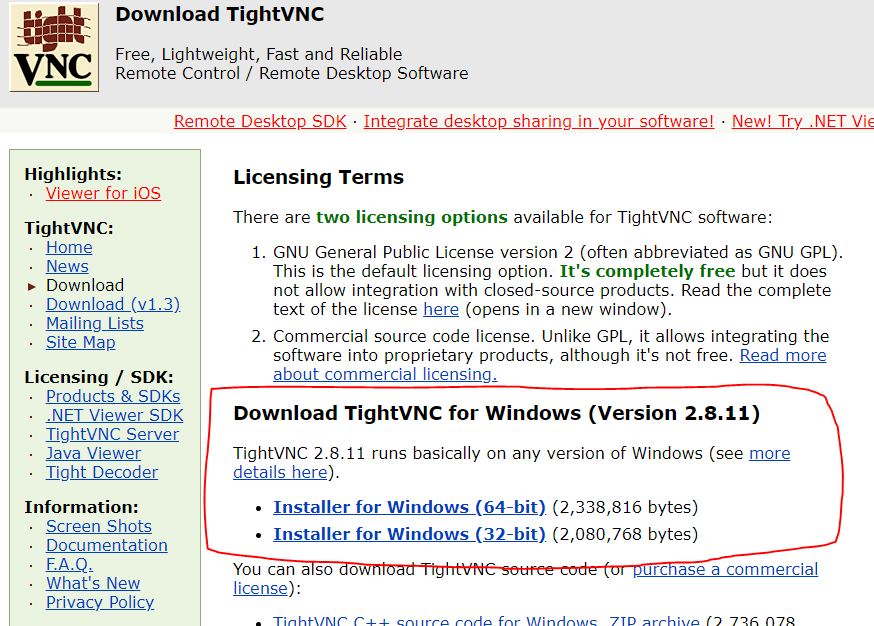 tight
VNC
Download TightVNC
Free, Lightweight, Fast and Reliable
Remote Control / Remote Desktop Software
Remote Desktop SDK · Integrate desktop sharing in your software! · New! Try .NET Vie
Highlights:
· Viewer for iOS
TightVNC:
· Home
· News
▸ Download
· Download (v1.3)
· Mailing Lists
· Site Map
Licensing / SDK:
· Products & SDKs
· .NET Viewer SDK
· TightVNC Server
· Java Viewer
· Tight Decoder
Information:
· Screen Shots
· Documentation
· F.A.Q.
· What's New
· Privacy Policy
Licensing Terms
There are two licensing options available for TightVNC software:
1. GNU General Public License version 2 (often abbreviated as GNU GPL).
This is the default licensing option. It's completely free but it does
not allow integration with closed-source products. Read the complete
text of the license here (opens in a new window).
2. Commercial source code license. Unlike GPL, it allows integrating the
software into proprietary products, although it's not free. Read more
about commercial licensing.
Download TightVNC for Windows (Version 2.8.11)
TightVNC 2.8.11 runs basically on any version of Windows (see more
details here).
• Installer for Windows (64-bit) (2,338,816 bytes)
• Installer for Windows (32-bit) (2,080,768 bytes)
You can also download TightVNC source code (or purchase a commercial
license):
• TightVNC C++ source code for Windows, ZIP archive (2,736,078